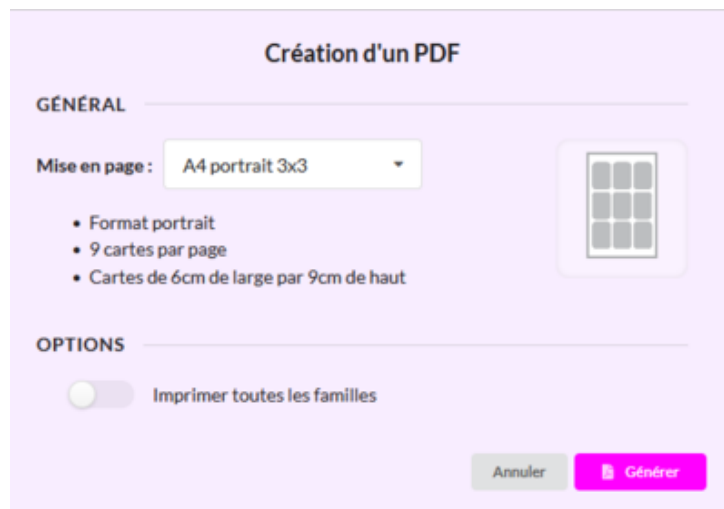 Création d'un PDF
GÉNÉRAL
Mise en page : A4 portrait 3x3
• Format portrait
• 9 cartes par page
• Cartes de 6cm de large par 9cm de haut
OPTIONS
Imprimer toutes les familles
Annuler Générer